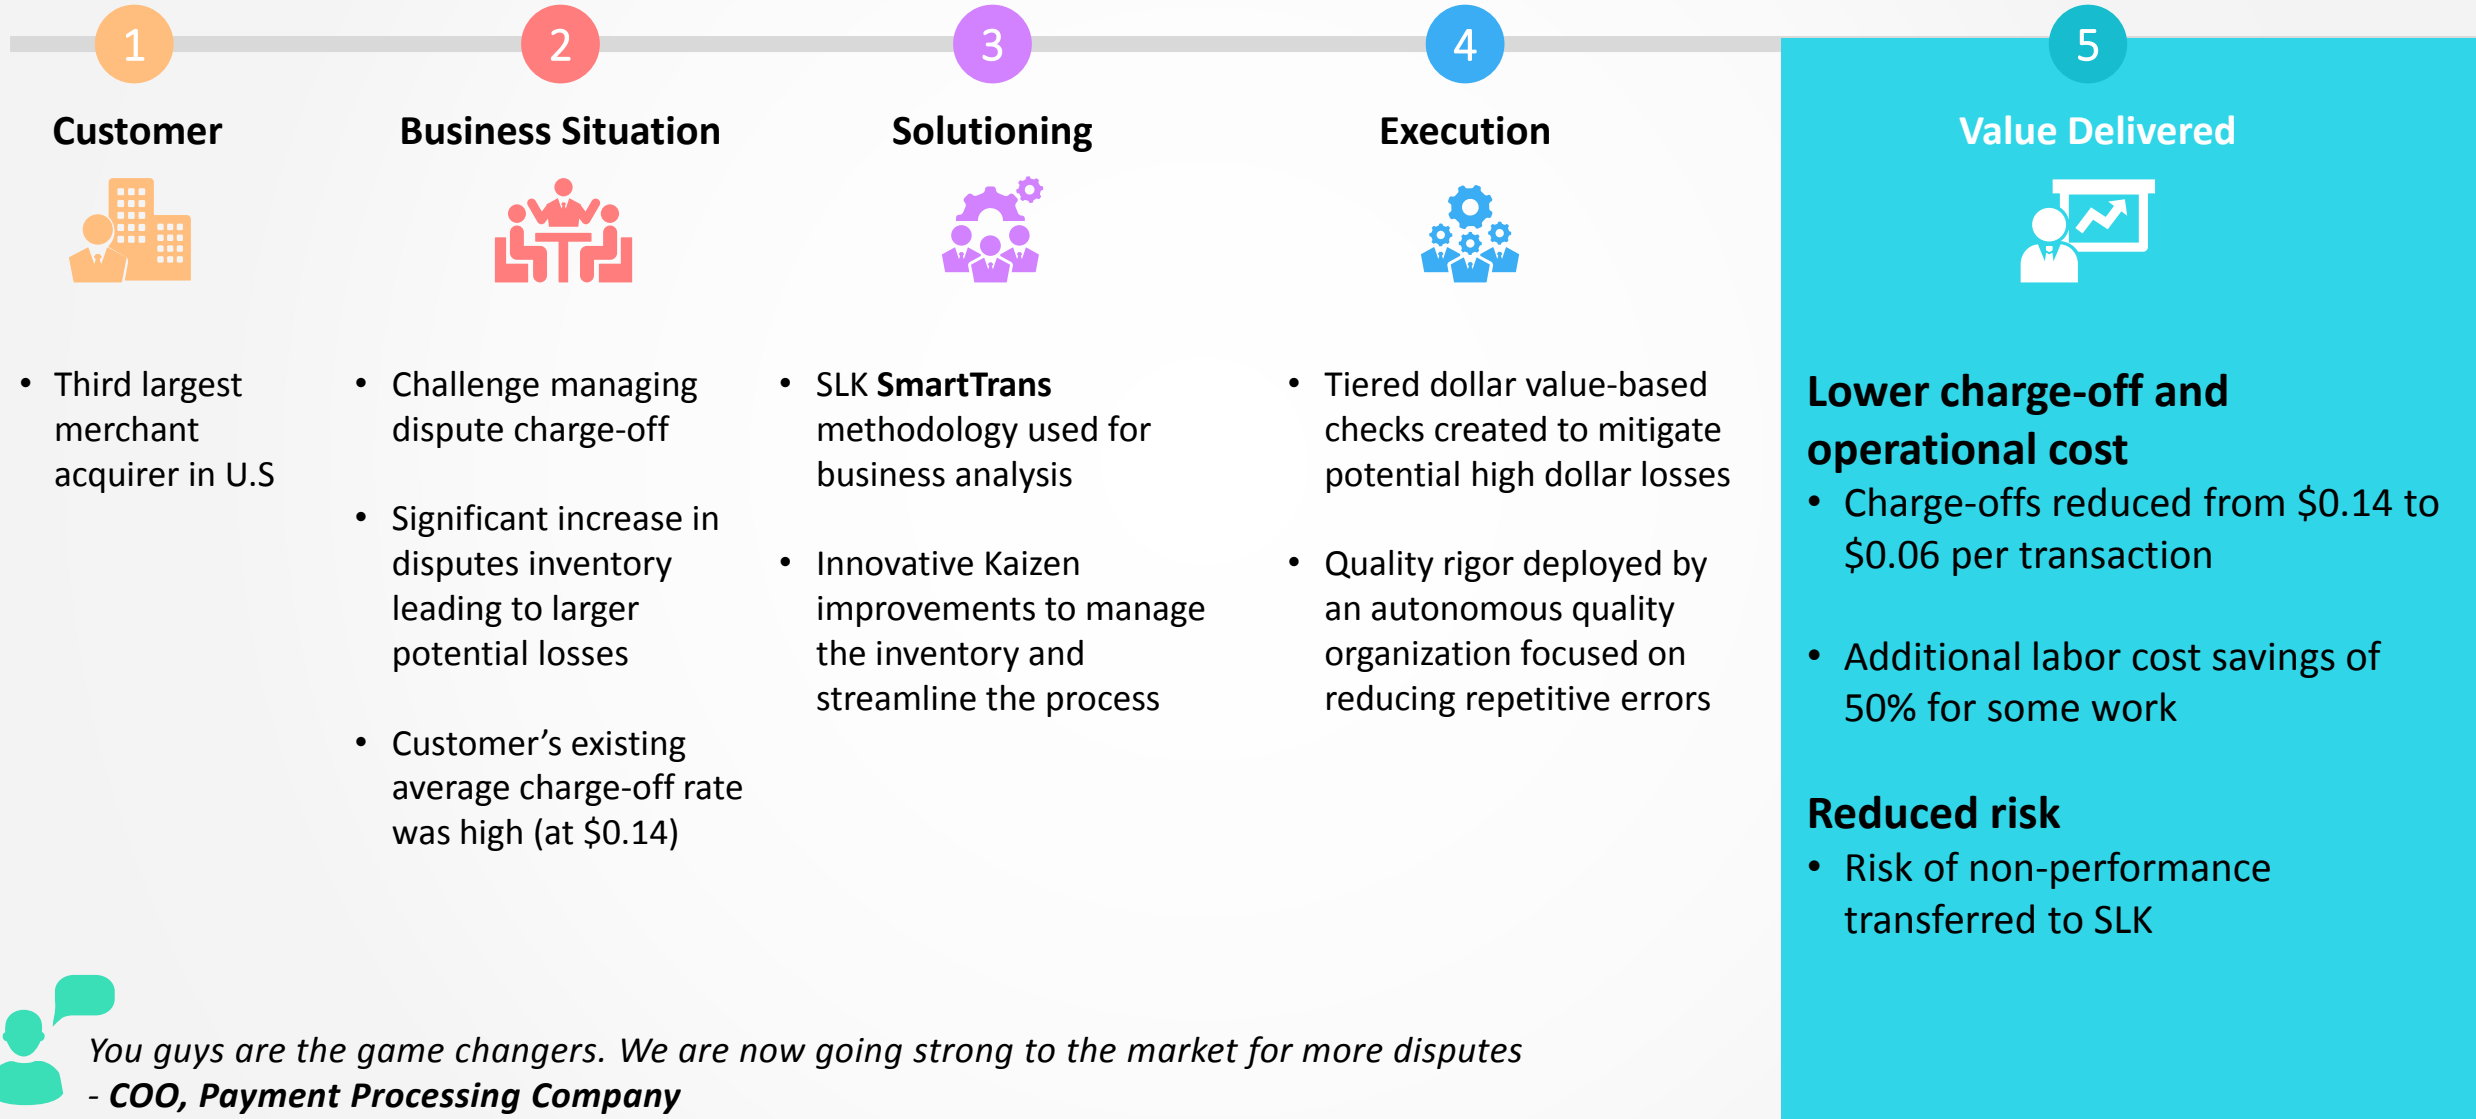 1
Customer
• Third largest
merchant
acquirer in U.S
2
Business Situation
• Challenge managing
dispute charge-off
• Significant increase in
disputes inventory
leading to larger
potential losses
• Customer’s existing
average charge-off rate
was high (at $0.14)
3
Solutioning
• SLK SmartTrans
methodology used for
business analysis
• Innovative Kaizen
improvements to manage
the inventory and
streamline the process
4
Execution
• Tiered dollar value-based
checks created to mitigate
potential high dollar losses
• Quality rigor deployed by
an autonomous quality
organization focused on
reducing repetitive errors
5
Value Delivered
Lower charge-off and
operational cost
• Charge-offs reduced from $0.14 to
$0.06 per transaction
• Additional labor cost savings of
50% for some work
Reduced risk
• Risk of non-performance
transferred to SLK
You guys are the game changers. We are now going strong to the market for more disputes
- COO, Payment Processing Company